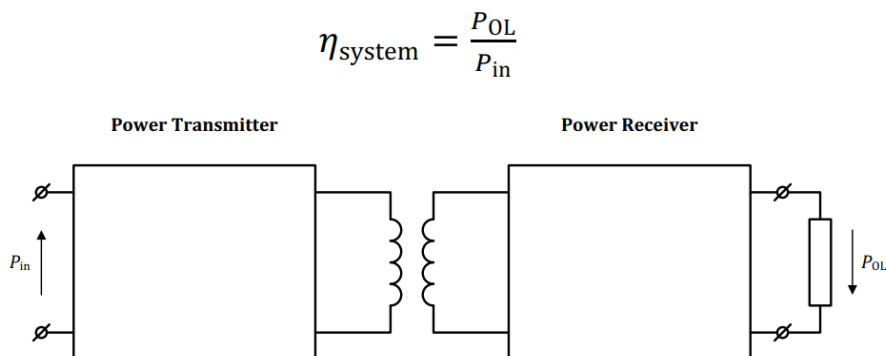 η_system = P_OL / P_in
Power Transmitter
Power Receiver
P_in
P_OL